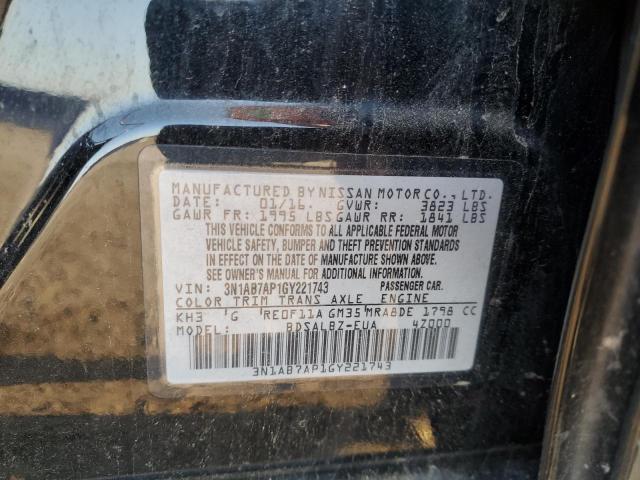 MANUFACTURED BY NISSAN MOTOR CO., LTD.
DATE: 01/16. GVWR: 3823 LBS
GAWR FR: 1995 LBS GAWR RR: 1841 LBS
THIS VEHICLE CONFORMS TO ALL APPLICABLE FEDERAL MOTOR
VEHICLE SAFETY, BUMPER AND THEFT PREVENTION STANDARDS
IN EFFECT ON THE DATE OF MANUFACTURE SHOWN ABOVE.
SEE OWNER'S MANUAL FOR ADDITIONAL INFORMATION.
VIN: 3N1AB7AP1GY221743 PASSENGER CAR.
COLOR TRIM TRANS AXLE ENGINE
KH3 G RE0F11A GM35 MRA8DE 1798 CC
MODEL: BDSALBZ-EUA 4Z000
3N1AB7AP1GY221743